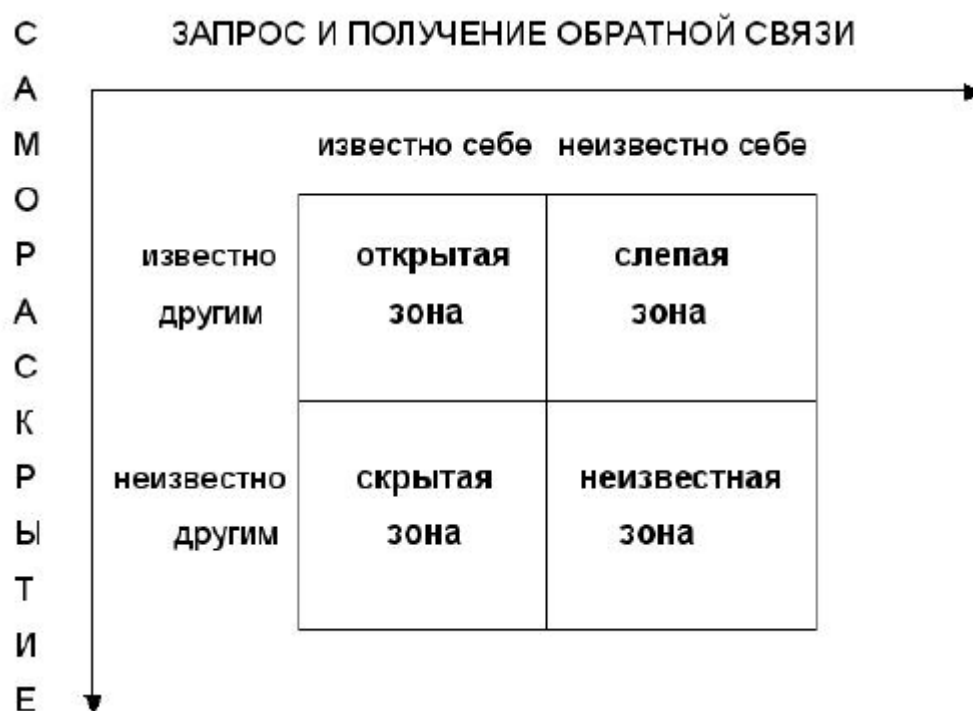 ЗАПРОС И ПОЛУЧЕНИЕ ОБРАТНОЙ СВЯЗИ
САМОРАСКРЫТИЕ
известно себе неизвестно себе
известно
другим
открытая
зона
слепая
зона
неизвестно
другим
скрытая
зона
неизвестная
зона